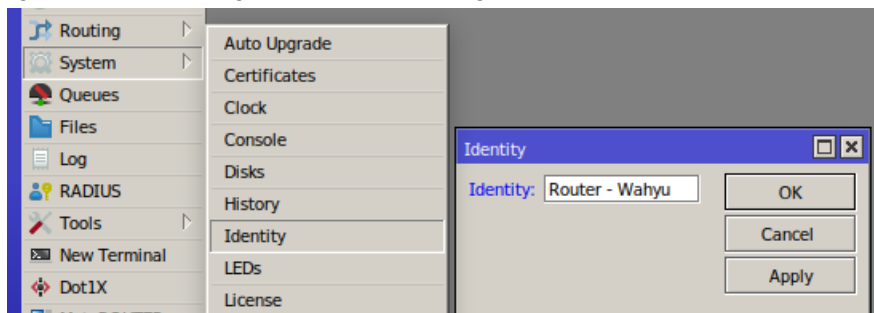 Routing
System
Queues
Files
Log
RADIUS
Tools
New Terminal
Dot1X
Auto Upgrade
Certificates
Clock
Console
Disks
History
Identity
LEDs
License
Identity
Identity: Router - Wahyu
OK
Cancel
Apply